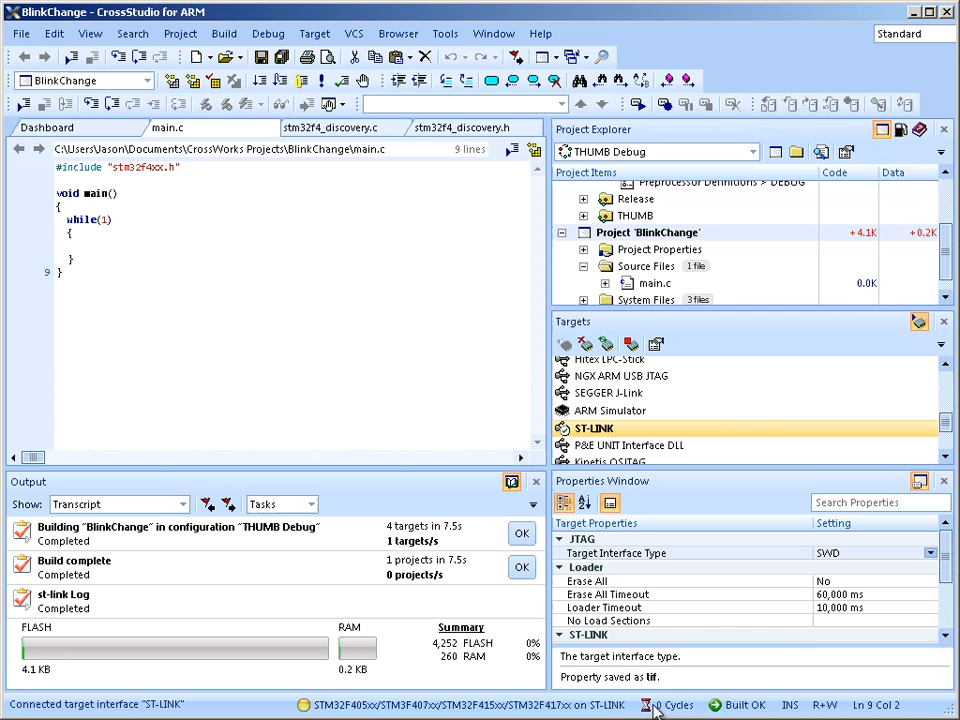 BlinkChange - CrossStudio for ARM
File Edit View Search Project Build Debug Target VCS Browser Tools Window Help
Standard
BlinkChange
Dashboard main.c stm32f4_discovery.c stm32f4_discovery.h
C:\Users\Jason\Documents\CrossWorks Projects\BlinkChange\main.c 9 lines
#include "stm32f4xx.h"
void main()
{
while(1)
{
}
9 }
Project Explorer
THUMB Debug
Project Items Code Data
Preprocessor Definitions > DEBUG
Release
THUMB
Project 'BlinkChange' +4.1K +0.2K
Project Properties
Source Files 1 file
main.c 0.0K
System Files 3 files
Targets
Hitex LPC-Stick
NGX ARM USB JTAG
SEGGER J-Link
ARM Simulator
ST-LINK
P&E UNIT Interface DLL
Kinetis OSJTAG
Output
Show: Transcript Tasks
Building "BlinkChange" in configuration "THUMB Debug" 4 targets in 7.5s
Completed 1 targets/s
OK
Build complete 1 projects in 7.5s
Completed 0 projects/s
OK
st-link Log
Completed
FLASH RAM Summary
4,252 FLASH 0%
260 RAM 0%
4.1 KB 0.2 KB
Properties Window
Search Properties
Target Properties Setting
JTAG
Target Interface Type SWD
Loader
Erase All No
Erase All Timeout 60,000 ms
Loader Timeout 10,000 ms
No Load Sections
ST-LINK
The target interface type.
Property saved as tif.
Connected target interface "ST-LINK" STM32F405xx/STM3F407xx/STM32F415xx/STM32F417xx on ST-LINK 0 Cycles Built OK INS R+W Ln 9 Col 2